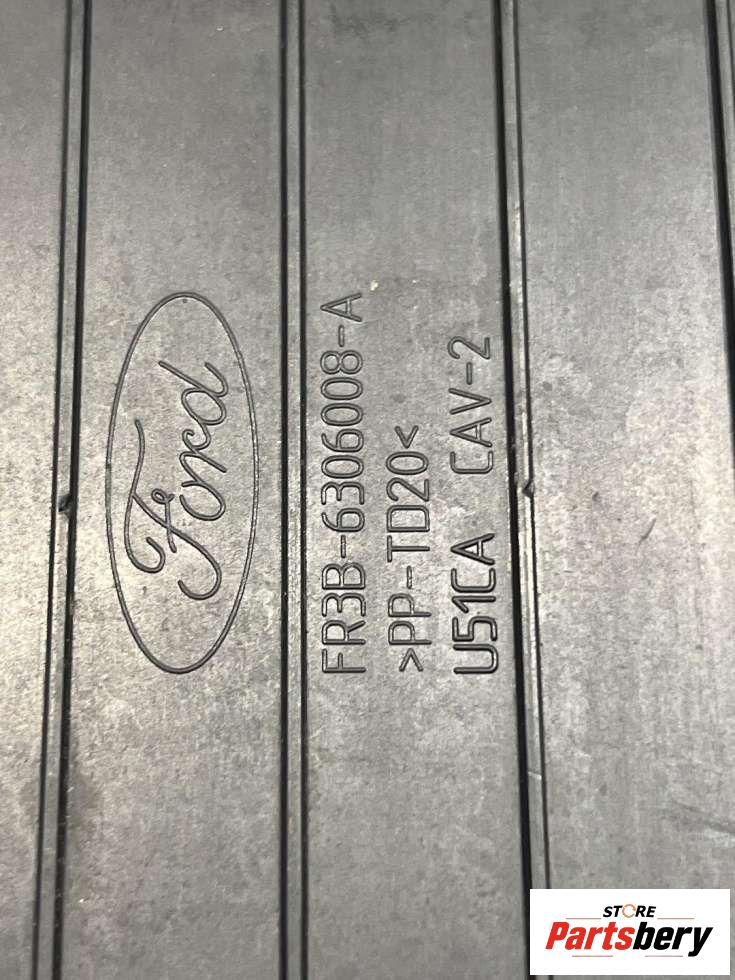 Ford
FR3B-6306008-A
>PP-TD20<
U51CA CAV-2
STORE
Partsbery